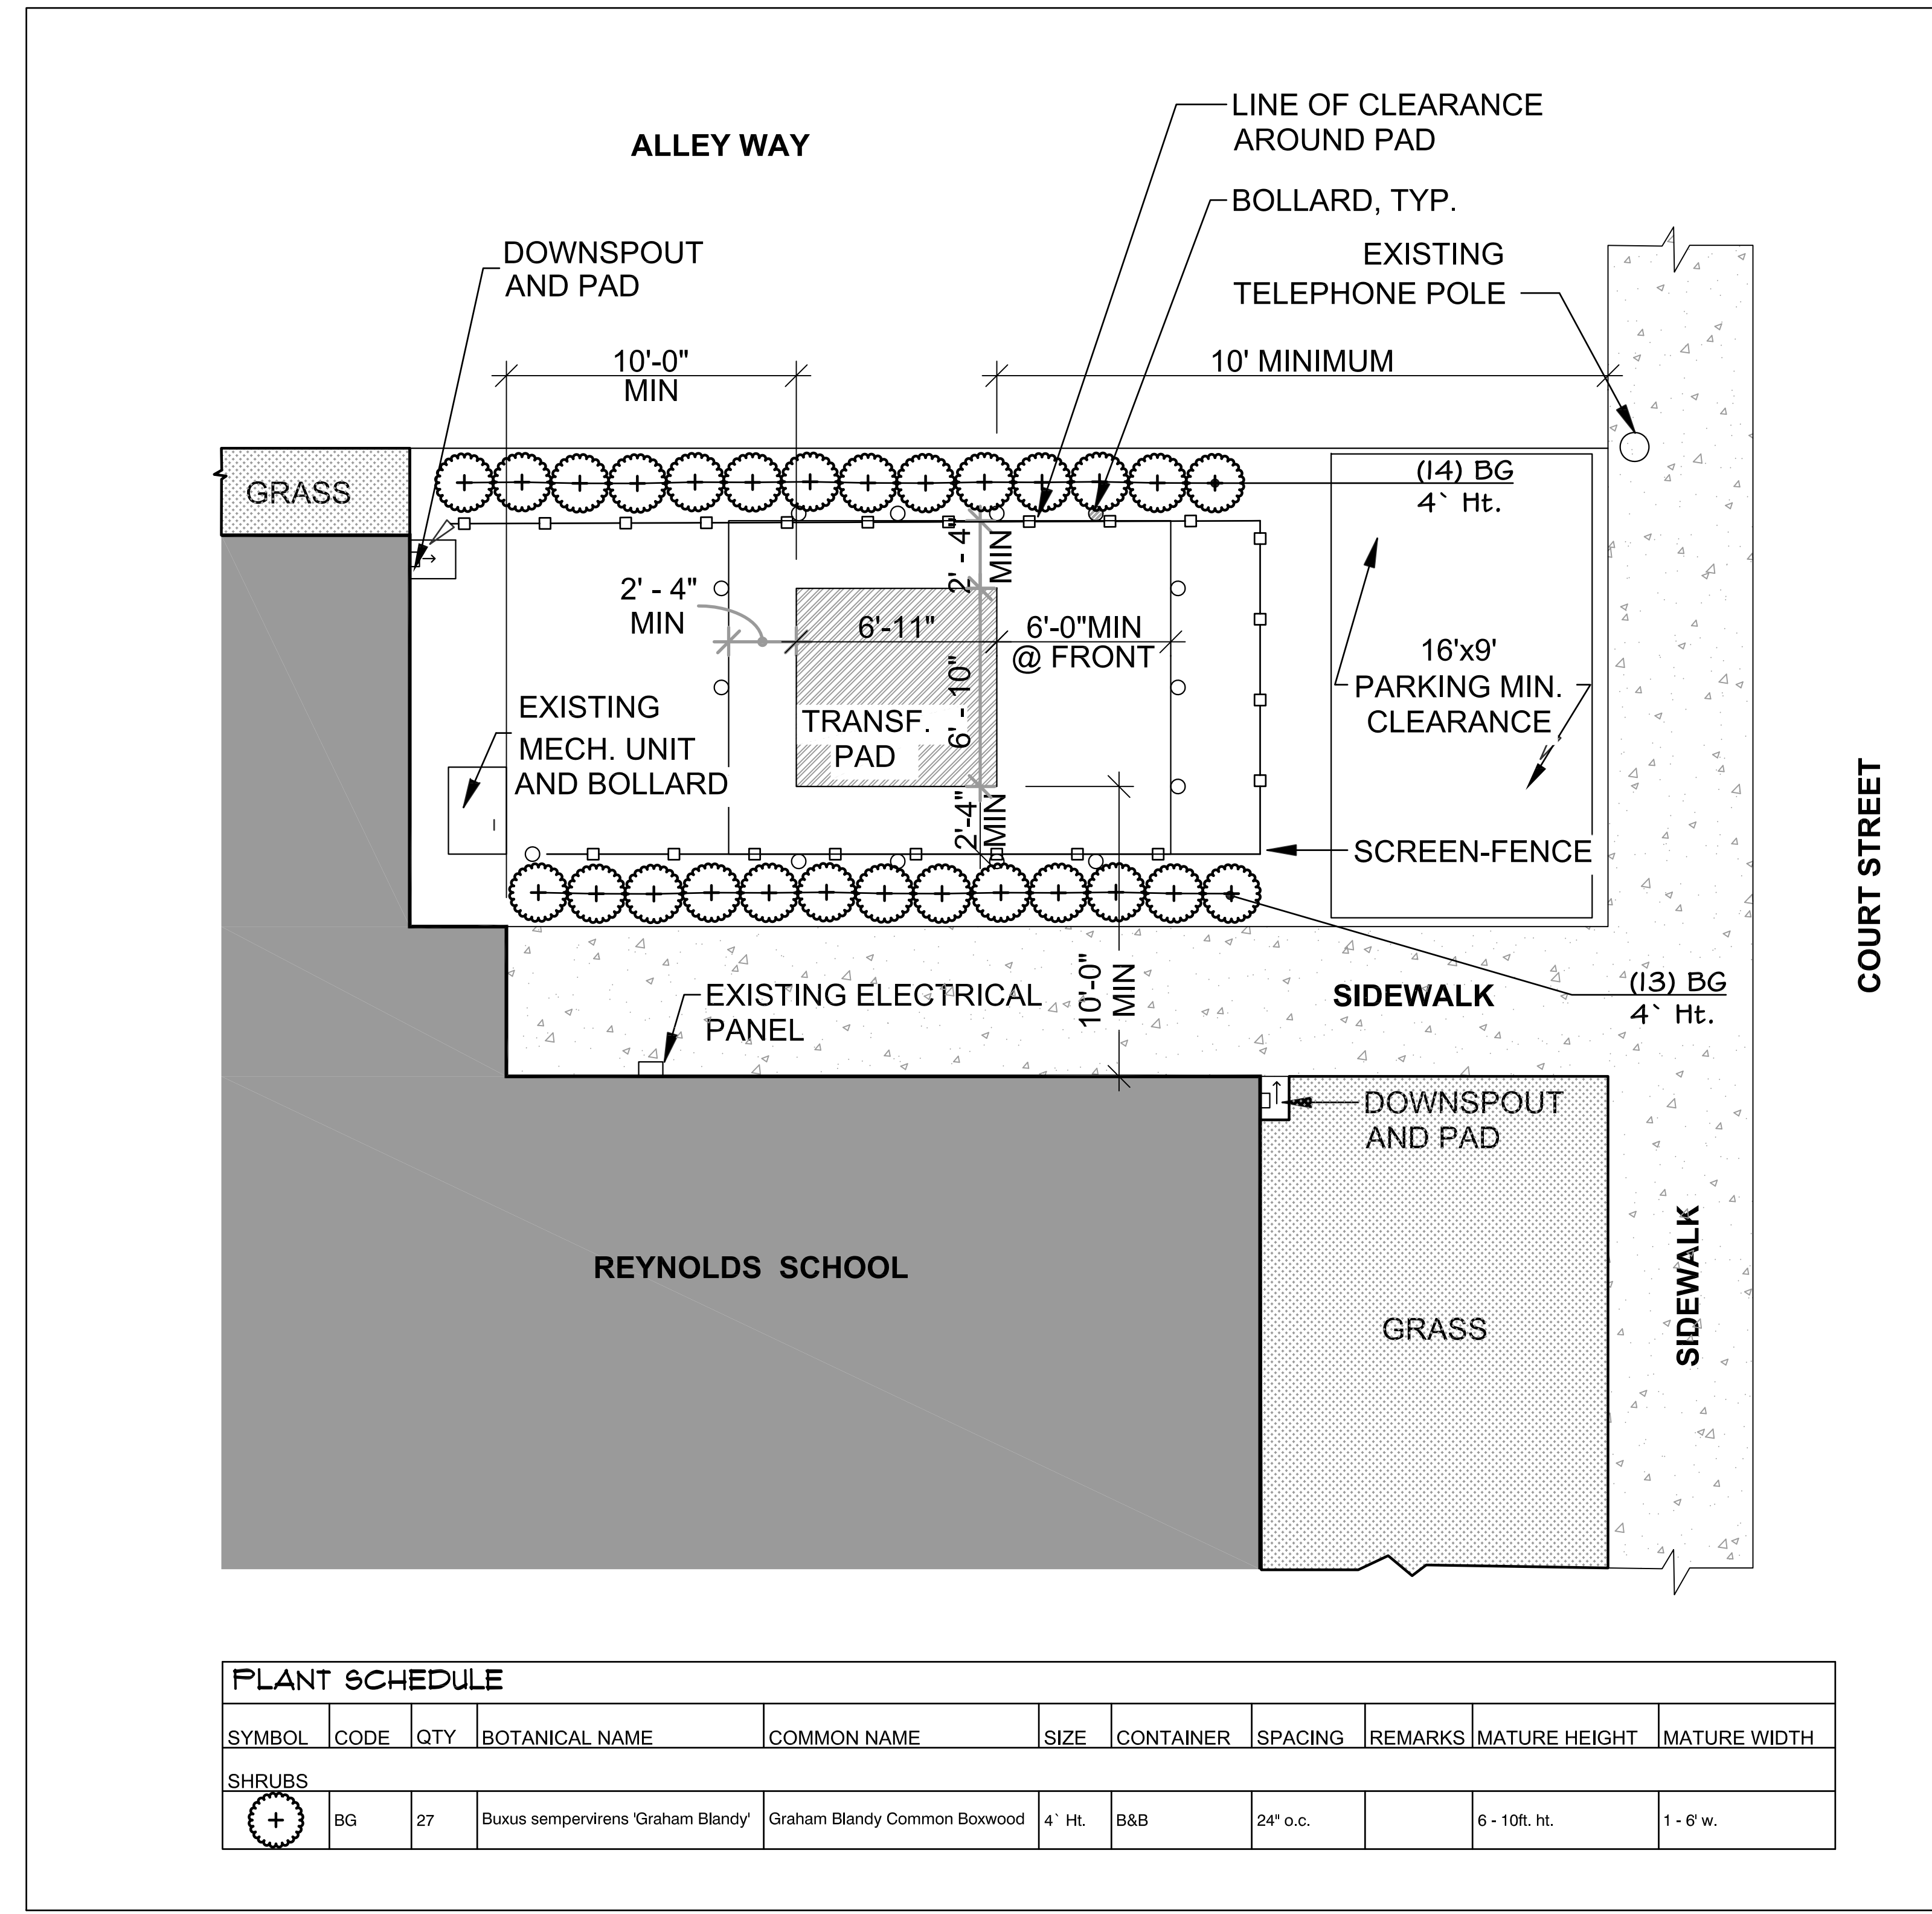 LINE OF CLEARANCE
AROUND PAD
ALLEY WAY
BOLLARD, TYP.
DOWNSPOUT
AND PAD
EXISTING
TELEPHONE POLE
10'-0"
MIN
10' MINIMUM
GRASS
(14) BG
4` Ht.
2' - 4"
MIN
2' - 4"
MIN
6'-11"
6'-0"MIN
@ FRONT
16'x9'
PARKING MIN.
CLEARANCE
6' - 10"
EXISTING
MECH. UNIT
AND BOLLARD
TRANSF.
PAD
2'-4"
MIN
SCREEN-FENCE
COURT STREET
EXISTING ELECTRICAL
PANEL
10'-0"
MIN
SIDEWALK
(13) BG
4` Ht.
DOWNSPOUT
AND PAD
REYNOLDS SCHOOL
GRASS
SIDEWALK
PLANT SCHEDULE
SYMBOL CODE QTY BOTANICAL NAME COMMON NAME SIZE CONTAINER SPACING REMARKS MATURE HEIGHT MATURE WIDTH
SHRUBS
BG 27 Buxus sempervirens 'Graham Blandy' Graham Blandy Common Boxwood 4` Ht. B&B 24" o.c. 6 - 10ft. ht. 1 - 6' w.